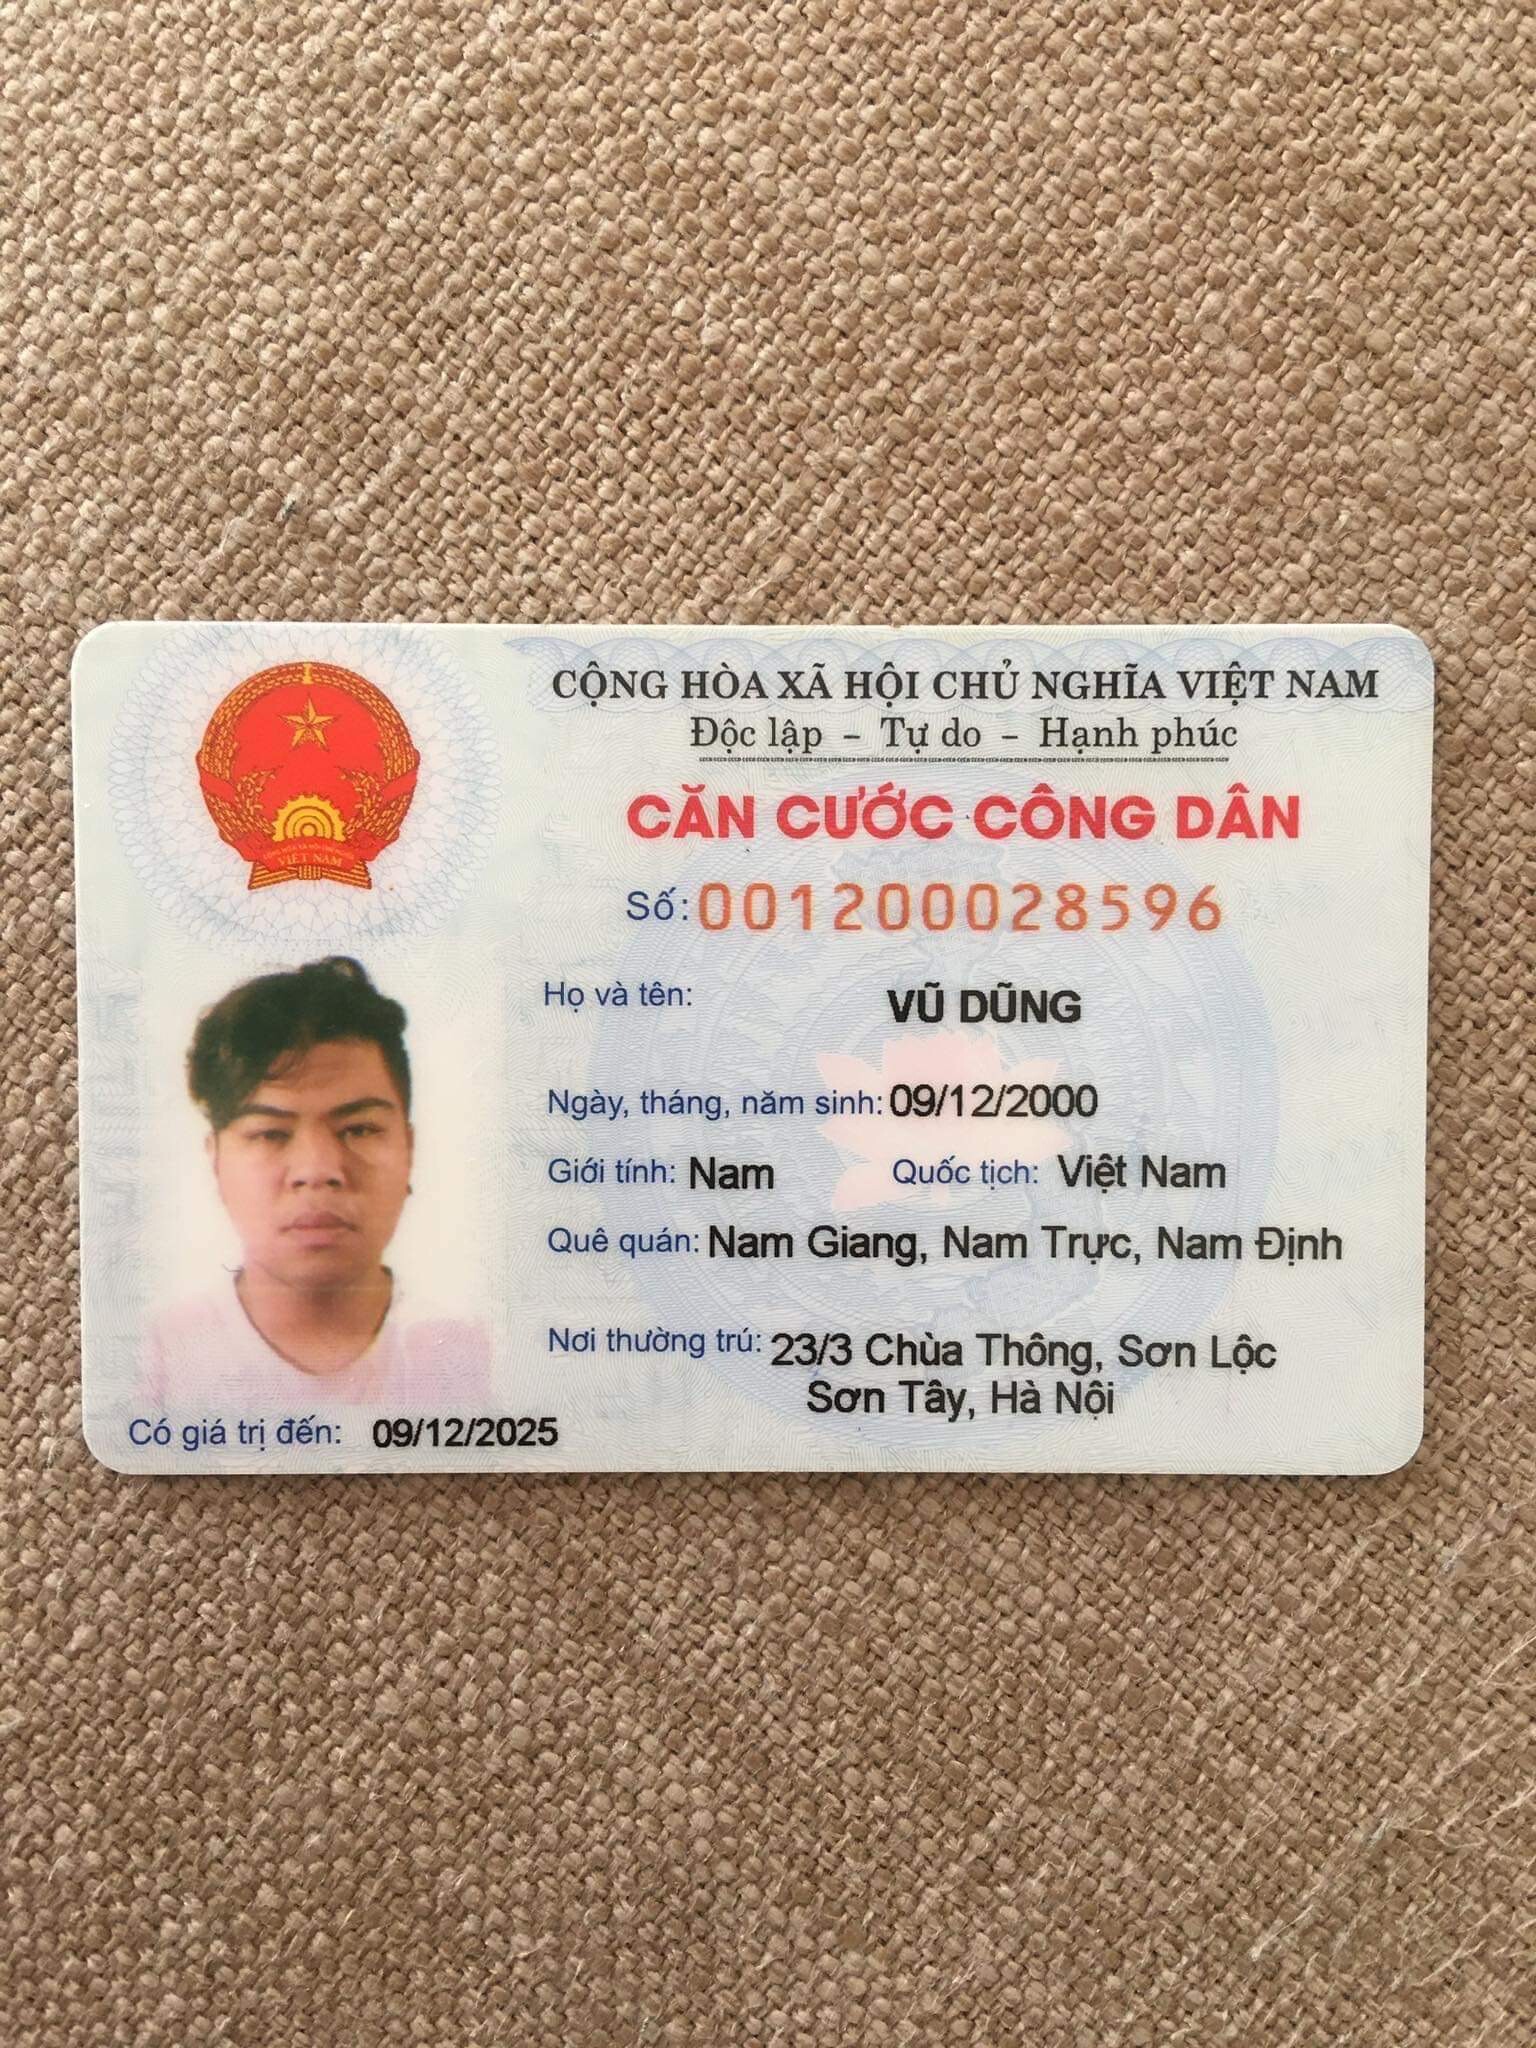 CỘNG HÒA XÃ HỘI CHỦ NGHĨA VIỆT NAM
Độc lập - Tự do - Hạnh phúc
CĂN CƯỚC CÔNG DÂN
Số: 001200028596
Họ và tên: VŨ DŨNG
Ngày, tháng, năm sinh: 09/12/2000
Giới tính: Nam Quốc tịch: Việt Nam
Quê quán: Nam Giang, Nam Trực, Nam Định
Nơi thường trú: 23/3 Chùa Thông, Sơn Lộc
Sơn Tây, Hà Nội
Có giá trị đến: 09/12/2025
VIỆT NAM